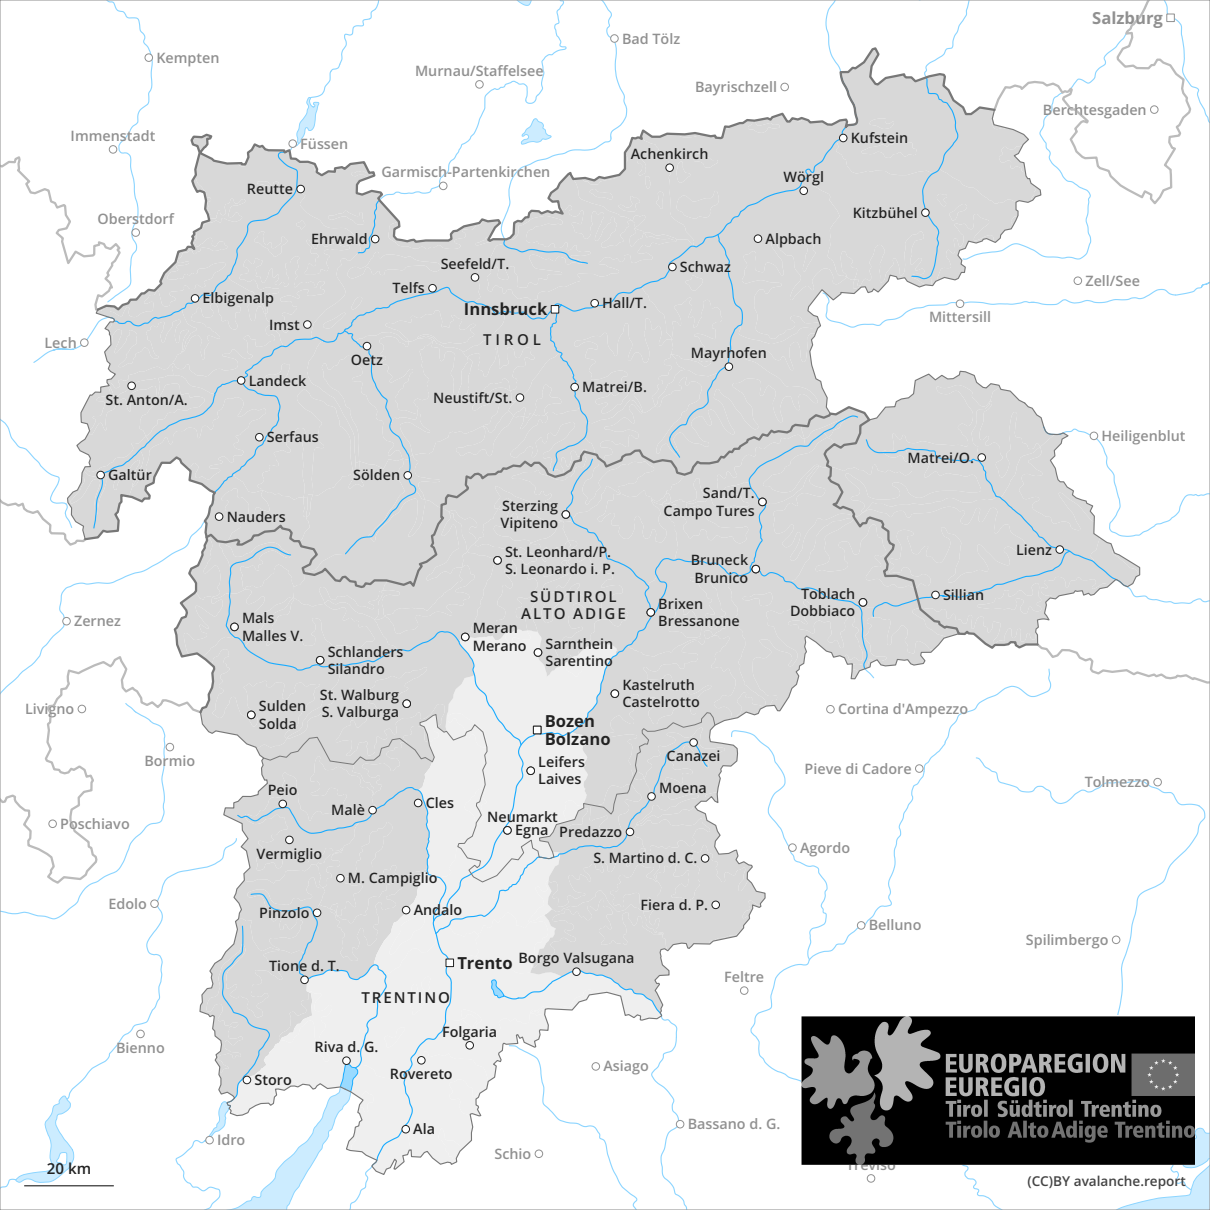 Salzburg
Bad Tölz
Kempten
Murnau/Staffelsee
Bayrischzell
Berchtesgaden
Immenstadt
Füssen
Kufstein
Achenkirch
Garmisch-Partenkirchen
Wörgl
Reutte
Oberstdorf
Kitzbühel
Ehrwald
Alpbach
Seefeld/T.
Schwaz
Zell/See
Telfs
Elbigenalp
Hall/T.
Innsbruck
Mittersill
Imst
TIROL
Lech
Oetz
Mayrhofen
Landeck
Matrei/B.
St. Anton/A.
Neustift/St.
Serfaus
Heiligenblut
Matrei/O.
Galtür
Sölden
Sand/T.
Campo Tures
Sterzing
Vipiteno
Nauders
St. Leonhard/P.
S. Leonardo i. P.
Lienz
Bruneck
Brunico
SÜDTIROL
ALTO ADIGE
Toblach
Dobbiaco
Sillian
Brixen
Bressanone
Zernez
Mals
Malles V.
Meran
Merano
Sarnthein
Sarentino
Schlanders
Silandro
Kastelruth
Castelrotto
St. Walburg
S. Valburga
Sulden
Solda
Livigno
Cortina d'Ampezzo
Bozen
Bolzano
Bormio
Canazei
Leifers
Laives
Pieve di Cadore
Tolmezzo
Peio
Moena
Malè
Cles
Neumarkt
Egna
Predazzo
Poschiavo
Vermiglio
S. Martino d. C.
Agordo
M. Campiglio
Edolo
Pinzolo
Andalo
Fiera d. P.
Belluno
Spilimbergo
Trento
Borgo Valsugana
Tione d. T.
Feltre
TRENTINO
Folgaria
Bienno
Riva d. G.
Rovereto
Asiago
Storo
EUROPAREGION
EUREGIO
Tirol Südtirol Trentino
Tirolo Alto Adige Trentino
Ala
Bassano d. G.
Idro
Schio
Treviso
20 km
(CC)BY avalanche.report